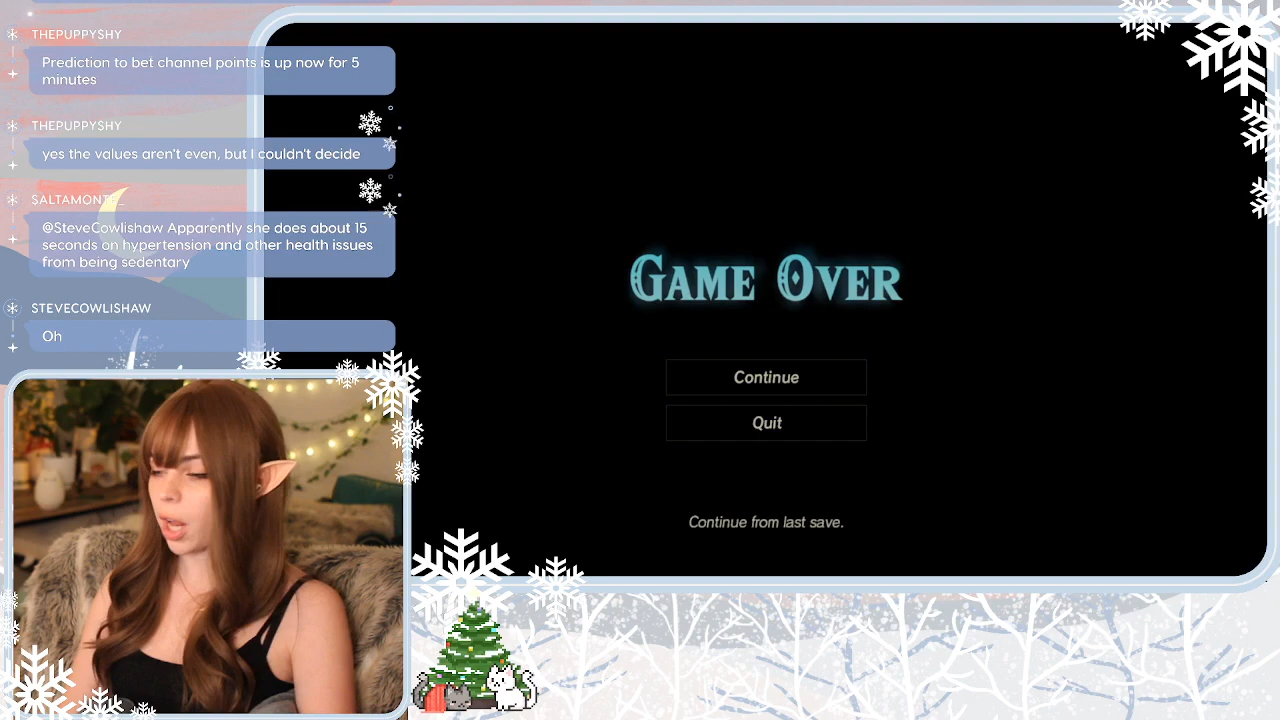 THEPUPPYSHY
Prediction to bet channel points is up now for 5
minutes
THEPUPPYSHY
yes the values aren't even, but I couldn't decide
SALTAMONTE_
@SteveCowlishaw Apparently she does about 15
seconds on hypertension and other health issues
from being sedentary
STEVECOWLISHAW
Oh
GAME OVER
Continue
Quit
Continue from last save.